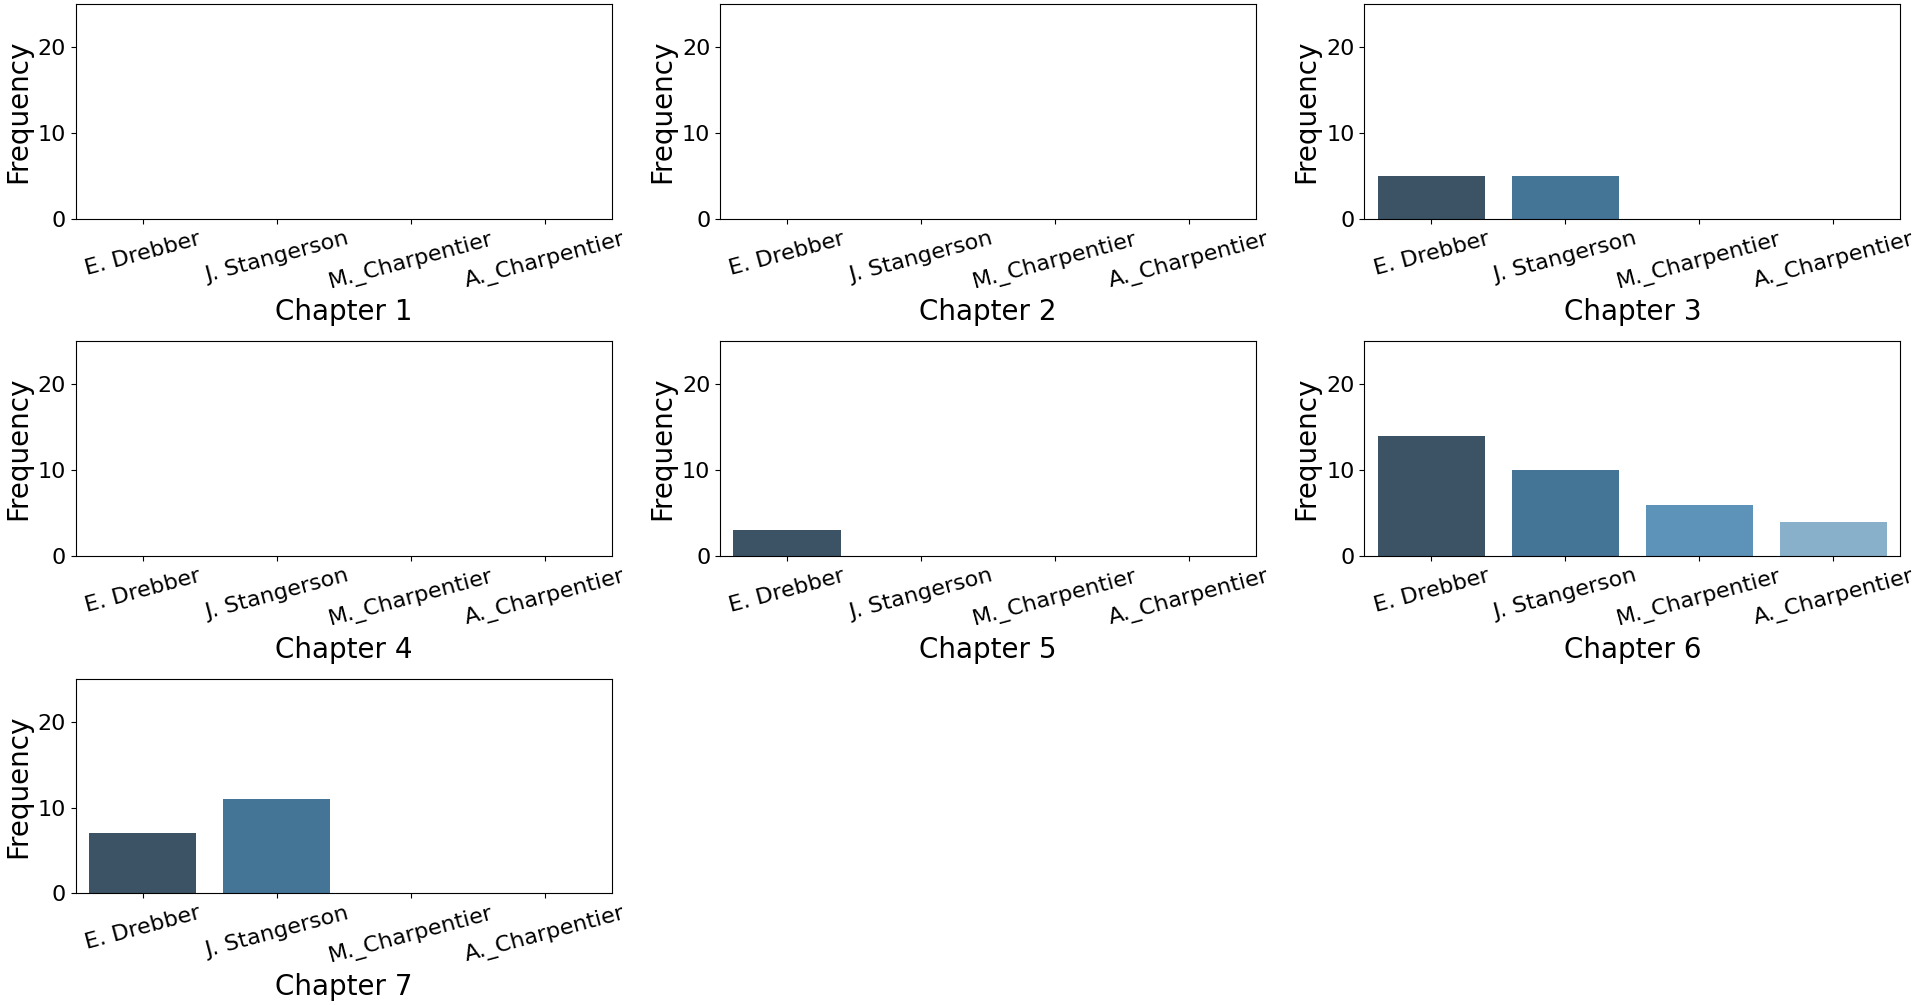 Frequency
20
10
0
E. Drebber
J. Stangerson
M._Charpentier
A._Charpentier
Chapter 1
Frequency
20
10
0
E. Drebber
J. Stangerson
M._Charpentier
A._Charpentier
Chapter 2
Frequency
20
10
0
E. Drebber
J. Stangerson
M._Charpentier
A._Charpentier
Chapter 3
Frequency
20
10
0
E. Drebber
J. Stangerson
M._Charpentier
A._Charpentier
Chapter 4
Frequency
20
10
0
E. Drebber
J. Stangerson
M._Charpentier
A._Charpentier
Chapter 5
Frequency
20
10
0
E. Drebber
J. Stangerson
M._Charpentier
A._Charpentier
Chapter 6
Frequency
20
10
0
E. Drebber
J. Stangerson
M._Charpentier
A._Charpentier
Chapter 7